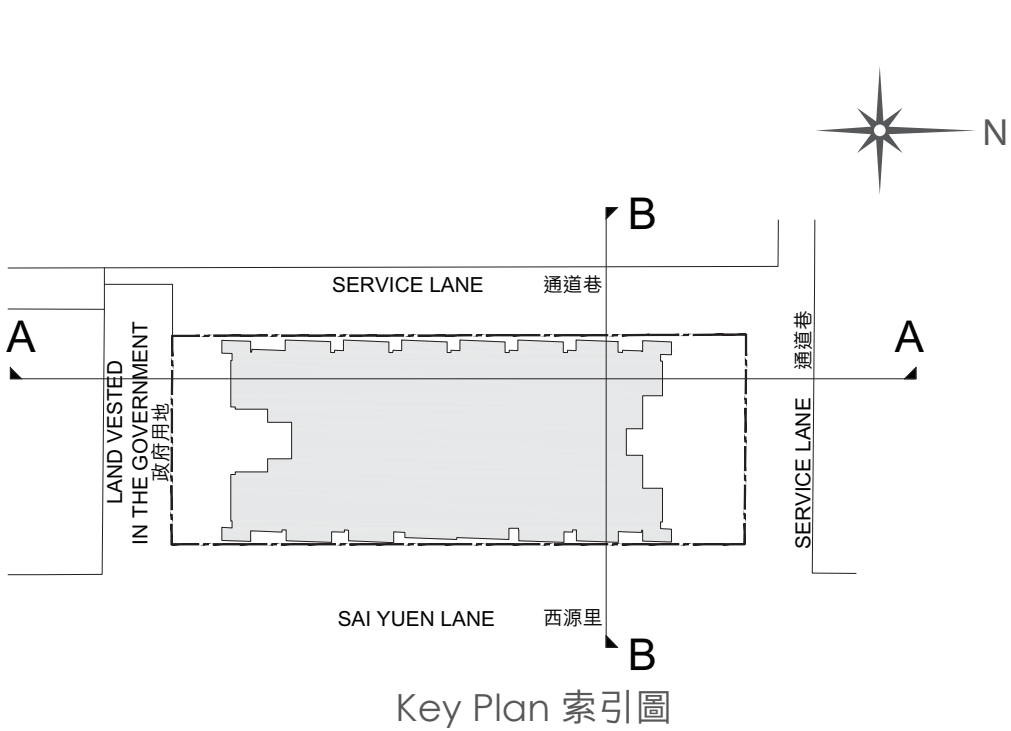 N
B
SERVICE LANE 通道巷
A
A
LAND VESTED
IN THE GOVERNMENT
政府用地
SERVICE LANE 通道巷
SAI YUEN LANE 西源里
B
Key Plan 索引圖